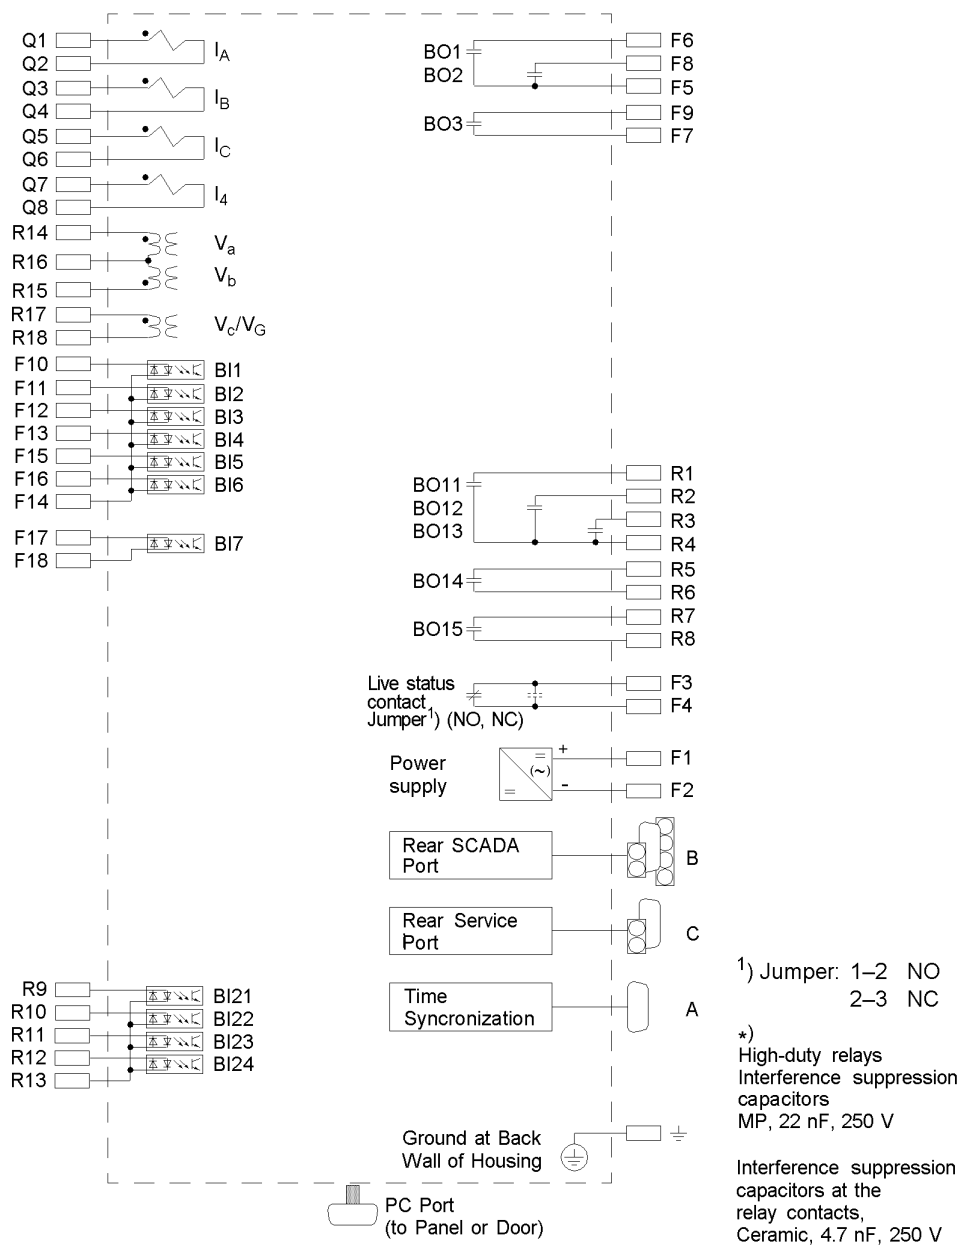 Q1
Q2
IA
Q3
Q4
IB
Q5
Q6
IC
Q7
Q8
I4
R14
R16
R15
Va
Vb
R17
R18
Vc/VG
F10
F11
F12
F13
F15
F16
F14
BI1
BI2
BI3
BI4
BI5
BI6
F17
F18
BI7
R9
R10
R11
R12
R13
BI21
BI22
BI23
BI24
BO1
BO2
F6
F8
F5
BO3
F9
F7
BO11
BO12
BO13
R1
R2
R3
R4
BO14
R5
R6
BO15
R7
R8
Live status
contact
Jumper1) (NO, NC)
F3
F4
Power
supply
=
(~)
=
+
-
F1
F2
Rear SCADA
Port
B
Rear Service
Port
C
Time
Syncronization
A
Ground at Back
Wall of Housing
PC Port
(to Panel or Door)
1) Jumper: 1–2 NO
2–3 NC
*)
High-duty relays
Interference suppression
capacitors
MP, 22 nF, 250 V
Interference suppression
capacitors at the
relay contacts,
Ceramic, 4.7 nF, 250 V